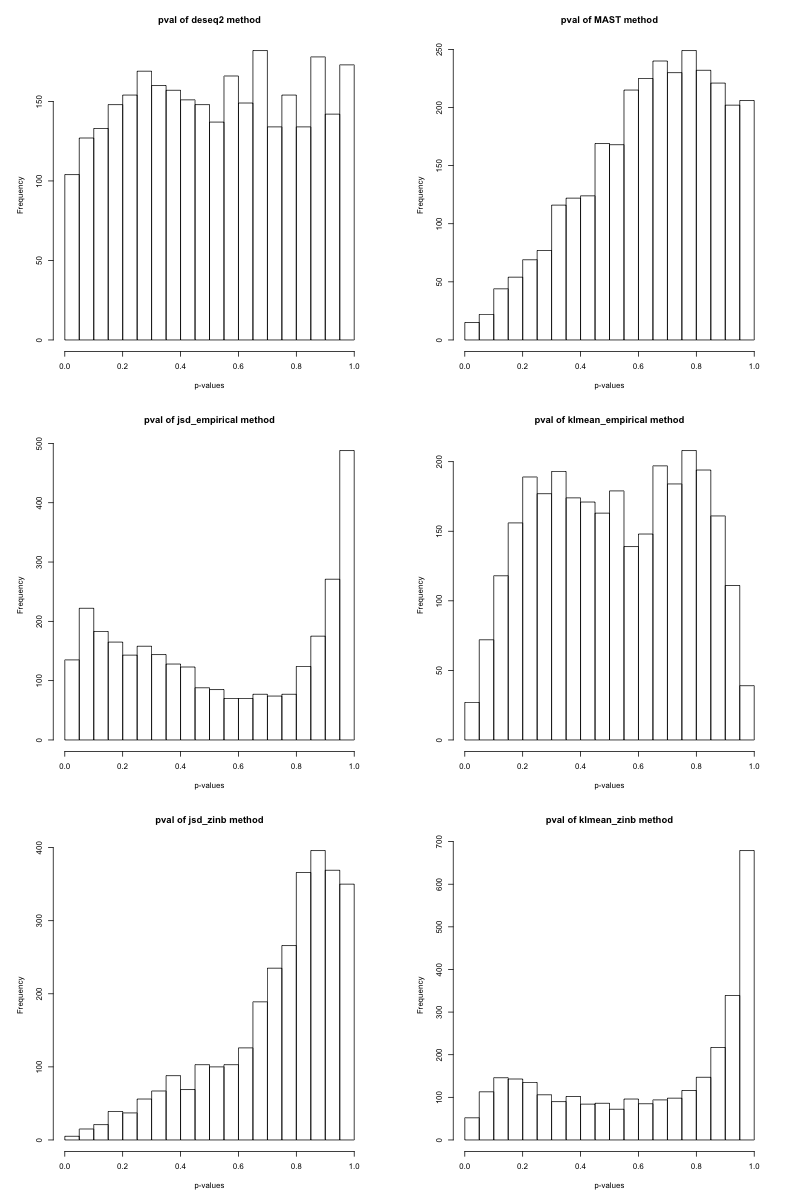 pval of deseq2 method
Frequency
0
50
100
150
0.0 0.2 0.4 0.6 0.8 1.0
p-values
pval of MAST method
Frequency
0
50
100
150
200
250
0.0 0.2 0.4 0.6 0.8 1.0
p-values
pval of jsd_empirical method
Frequency
0
100
200
300
400
500
0.0 0.2 0.4 0.6 0.8 1.0
p-values
pval of klmean_empirical method
Frequency
0
50
100
150
200
0.0 0.2 0.4 0.6 0.8 1.0
p-values
pval of jsd_zinb method
Frequency
0
100
200
300
400
0.0 0.2 0.4 0.6 0.8 1.0
p-values
pval of klmean_zinb method
Frequency
0
100
200
300
400
500
600
700
0.0 0.2 0.4 0.6 0.8 1.0
p-values